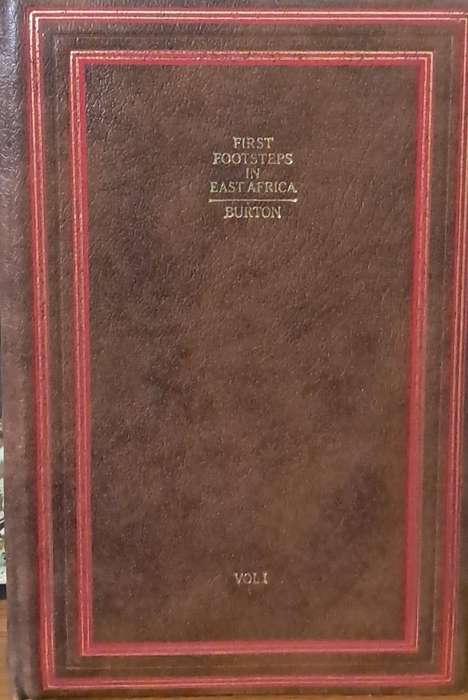 FIRST
FOOTSTEPS
IN
EAST AFRICA
BURTON
VOL I